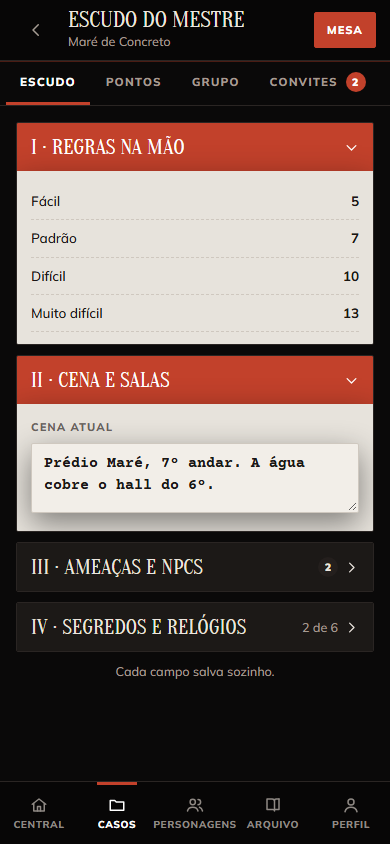 ESCUDO DO MESTRE
Maré de Concreto
MESA
ESCUDO
PONTOS
GRUPO
CONVITES 2
I · REGRAS NA MÃO
Fácil 5
Padrão 7
Difícil 10
Muito difícil 13
II · CENA E SALAS
CENA ATUAL
Prédio Maré, 7º andar. A água
cobre o hall do 6º.
III · AMEAÇAS E NPCS 2
IV · SEGREDOS E RELÓGIOS 2 de 6
Cada campo salva sozinho.
CENTRAL
CASOS
PERSONAGENS
ARQUIVO
PERFIL